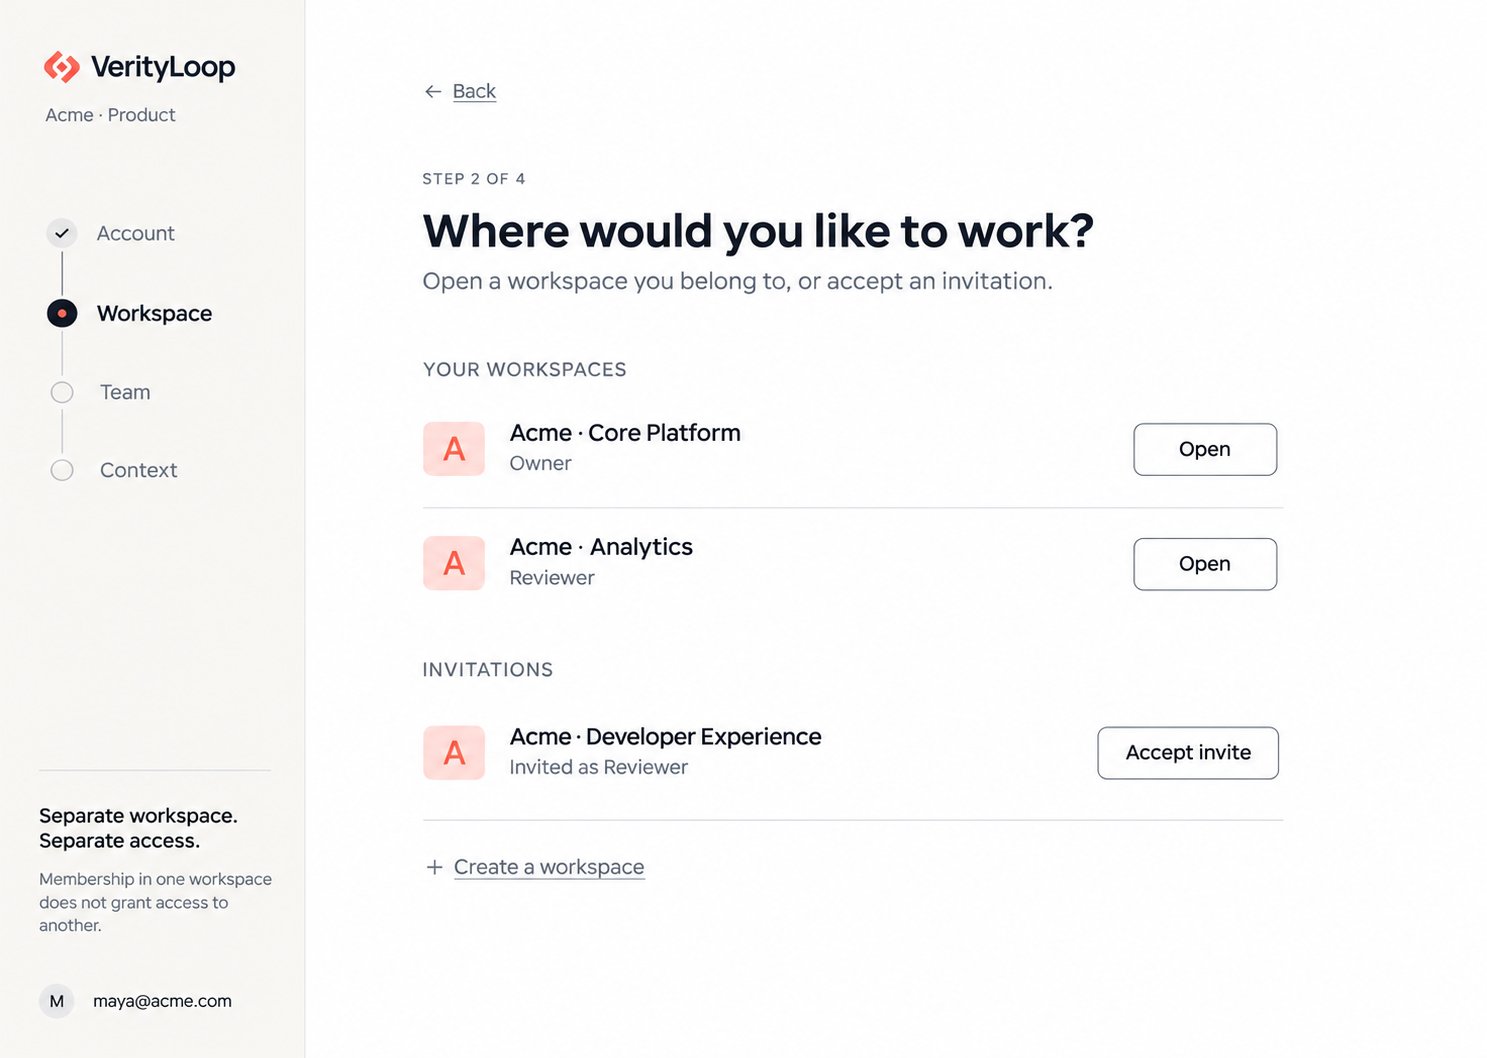 VerityLoop
Acme · Product
Account
Workspace
Team
Context
Separate workspace.
Separate access.
Membership in one workspace
does not grant access to
another.
M
maya@acme.com
← Back
STEP 2 OF 4
Where would you like to work?
Open a workspace you belong to, or accept an invitation.
YOUR WORKSPACES
A
Acme · Core Platform
Owner
Open
A
Acme · Analytics
Reviewer
Open
INVITATIONS
A
Acme · Developer Experience
Invited as Reviewer
Accept invite
+ Create a workspace